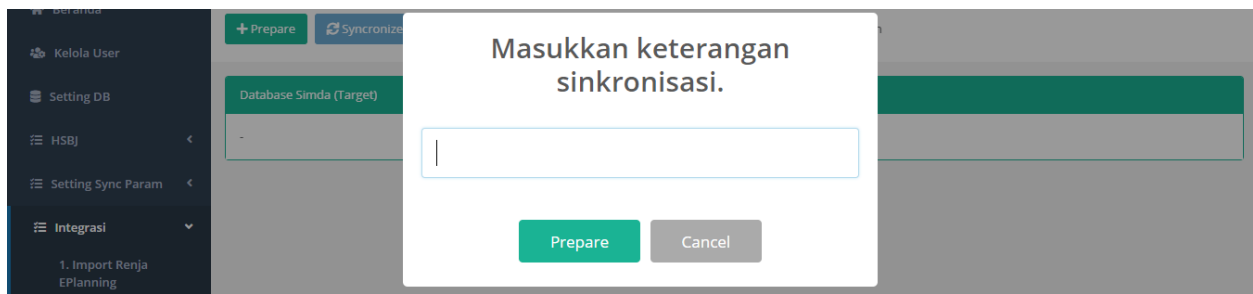 Beranda
+ Prepare
Syncronize
Masukkan keterangan
sinkronisasi.
Kelola User
Setting DB
Database Simda (Target)
HSBJ
-
Setting Sync Param
Integrasi
Prepare
Cancel
1. Import Renja
EPlanning